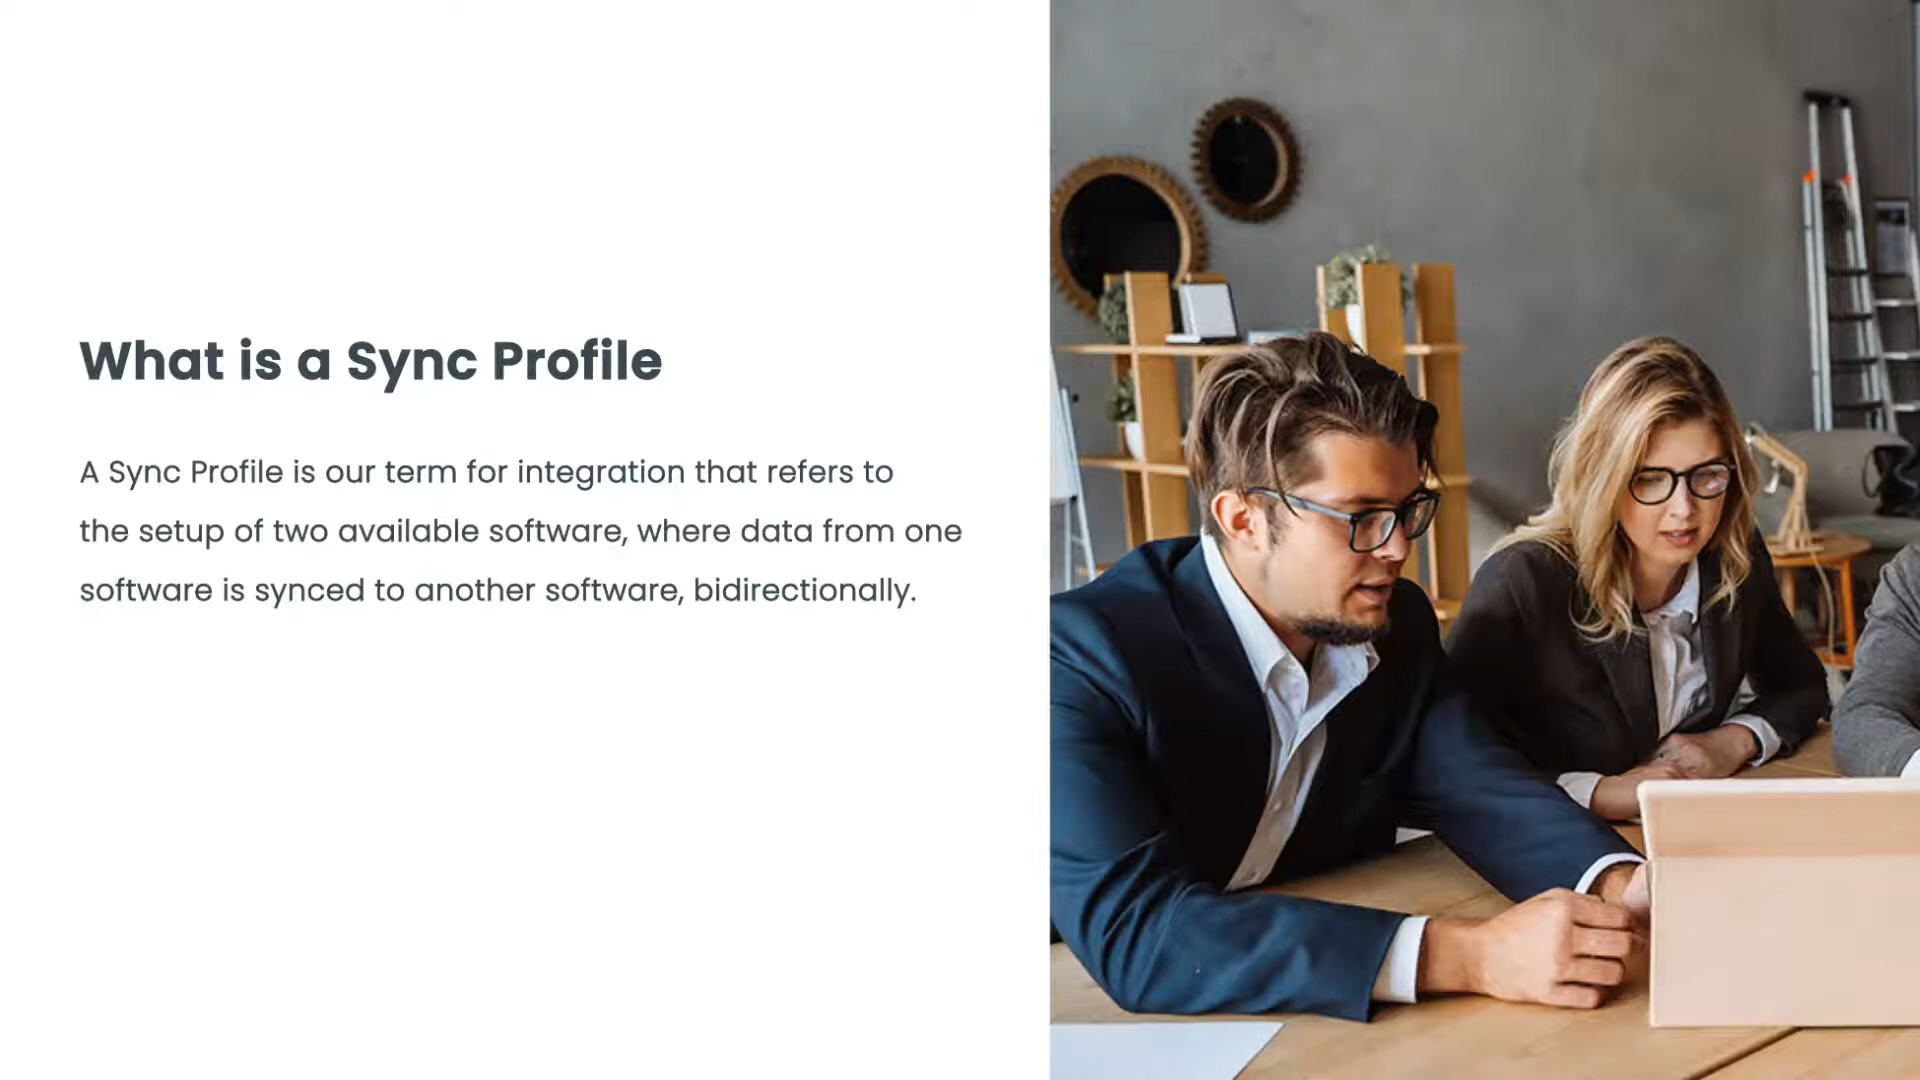 What is a Sync Profile
A Sync Profile is our term for integration that refers to
the setup of two available software, where data from one
software is synced to another software, bidirectionally.